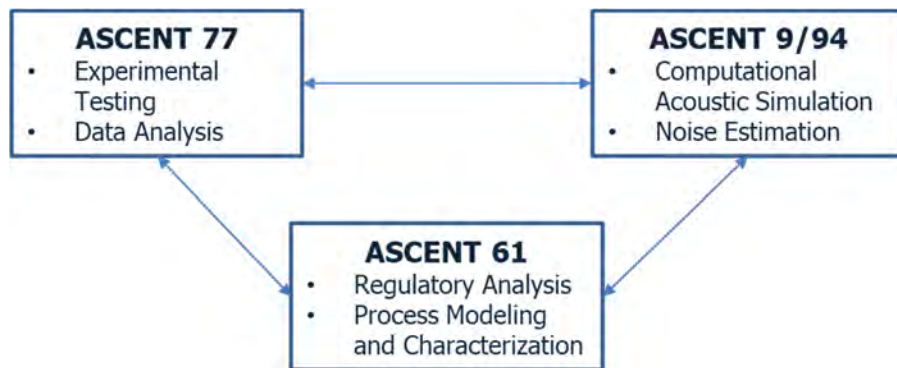 ASCENT 77
• Experimental
Testing
• Data Analysis
ASCENT 9/94
• Computational
Acoustic Simulation
• Noise Estimation
ASCENT 61
• Regulatory Analysis
• Process Modeling
and Characterization